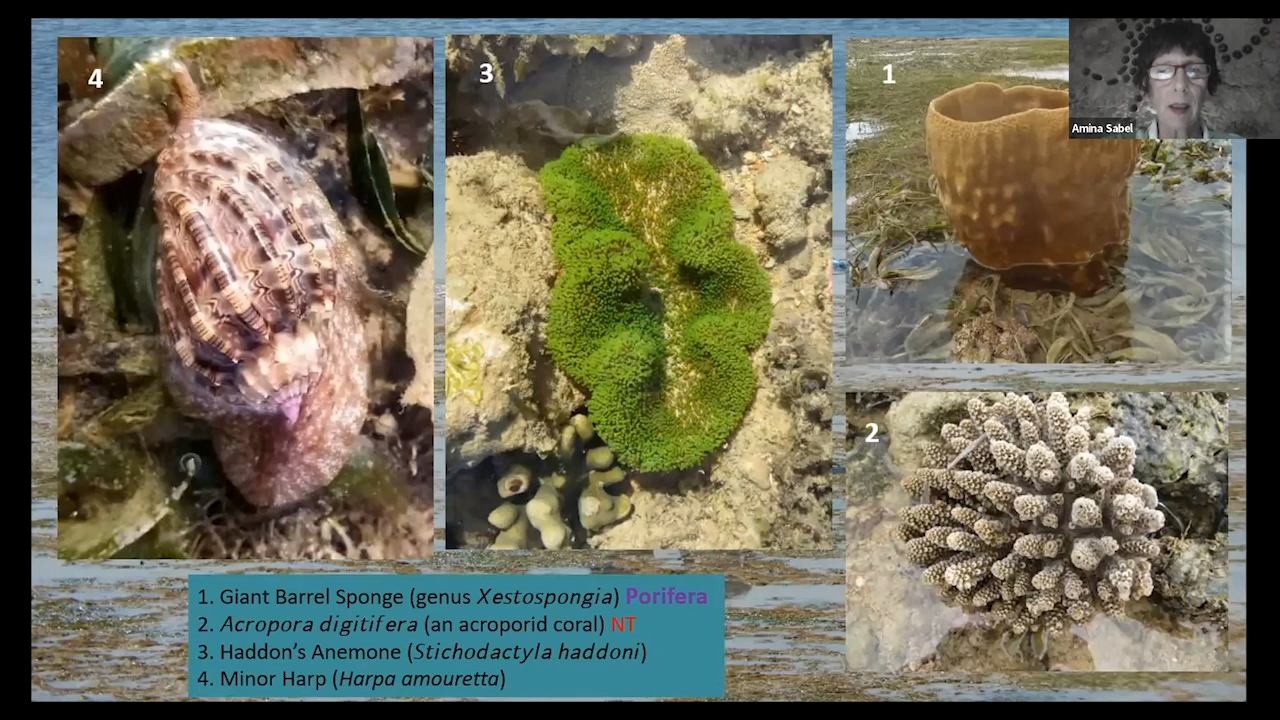 4
3
1
Amina Sabel
2
1. Giant Barrel Sponge (genus Xestospongia) Porifera
2. Acropora digitifera (an acroporid coral) NT
3. Haddon’s Anemone (Stichodactyla haddoni)
4. Minor Harp (Harpa amouretta)